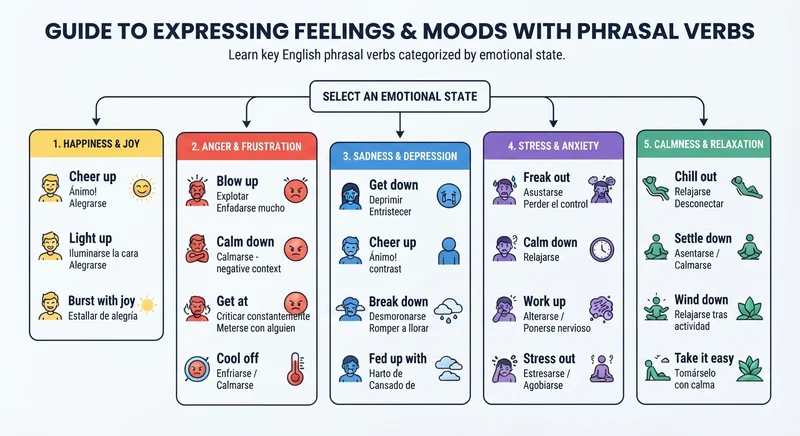 GUIDE TO EXPRESSING FEELINGS & MOODS WITH PHRASAL VERBS
Learn key English phrasal verbs categorized by emotional state.
SELECT AN EMOTIONAL STATE
1. HAPPINESS & JOY
Cheer up
Ánimo!
Alegrarse
Light up
Iluminarse la cara
Alegrarse
Burst with joy
Estallar de alegría
2. ANGER & FRUSTRATION
Blow up
Explotar
Enfadarse mucho
Calm down
Calmarse -
negative context
Get at
Criticar constantemente
Meterse con alguien
Cool off
Enfriarse /
Calmarse
3. SADNESS & DEPRESSION
Get down
Deprimir
Entristecer
Cheer up
Ánimo!
contrast
Break down
Desmoronarse
Romper a llorar
Fed up with
Harto de
Cansado de
4. STRESS & ANXIETY
Freak out
Asustarse
Perder el control
Calm down
Relajarse
Work up
Alterarse /
Ponerse nervioso
Stress out
Estresarse /
Agobiarse
5. CALMNESS & RELAXATION
Chill out
Relajarse
Desconectar
Settle down
Asentarse /
Calmarse
Wind down
Relajarse tras
actividad
Take it easy
Tomárselo
con calma